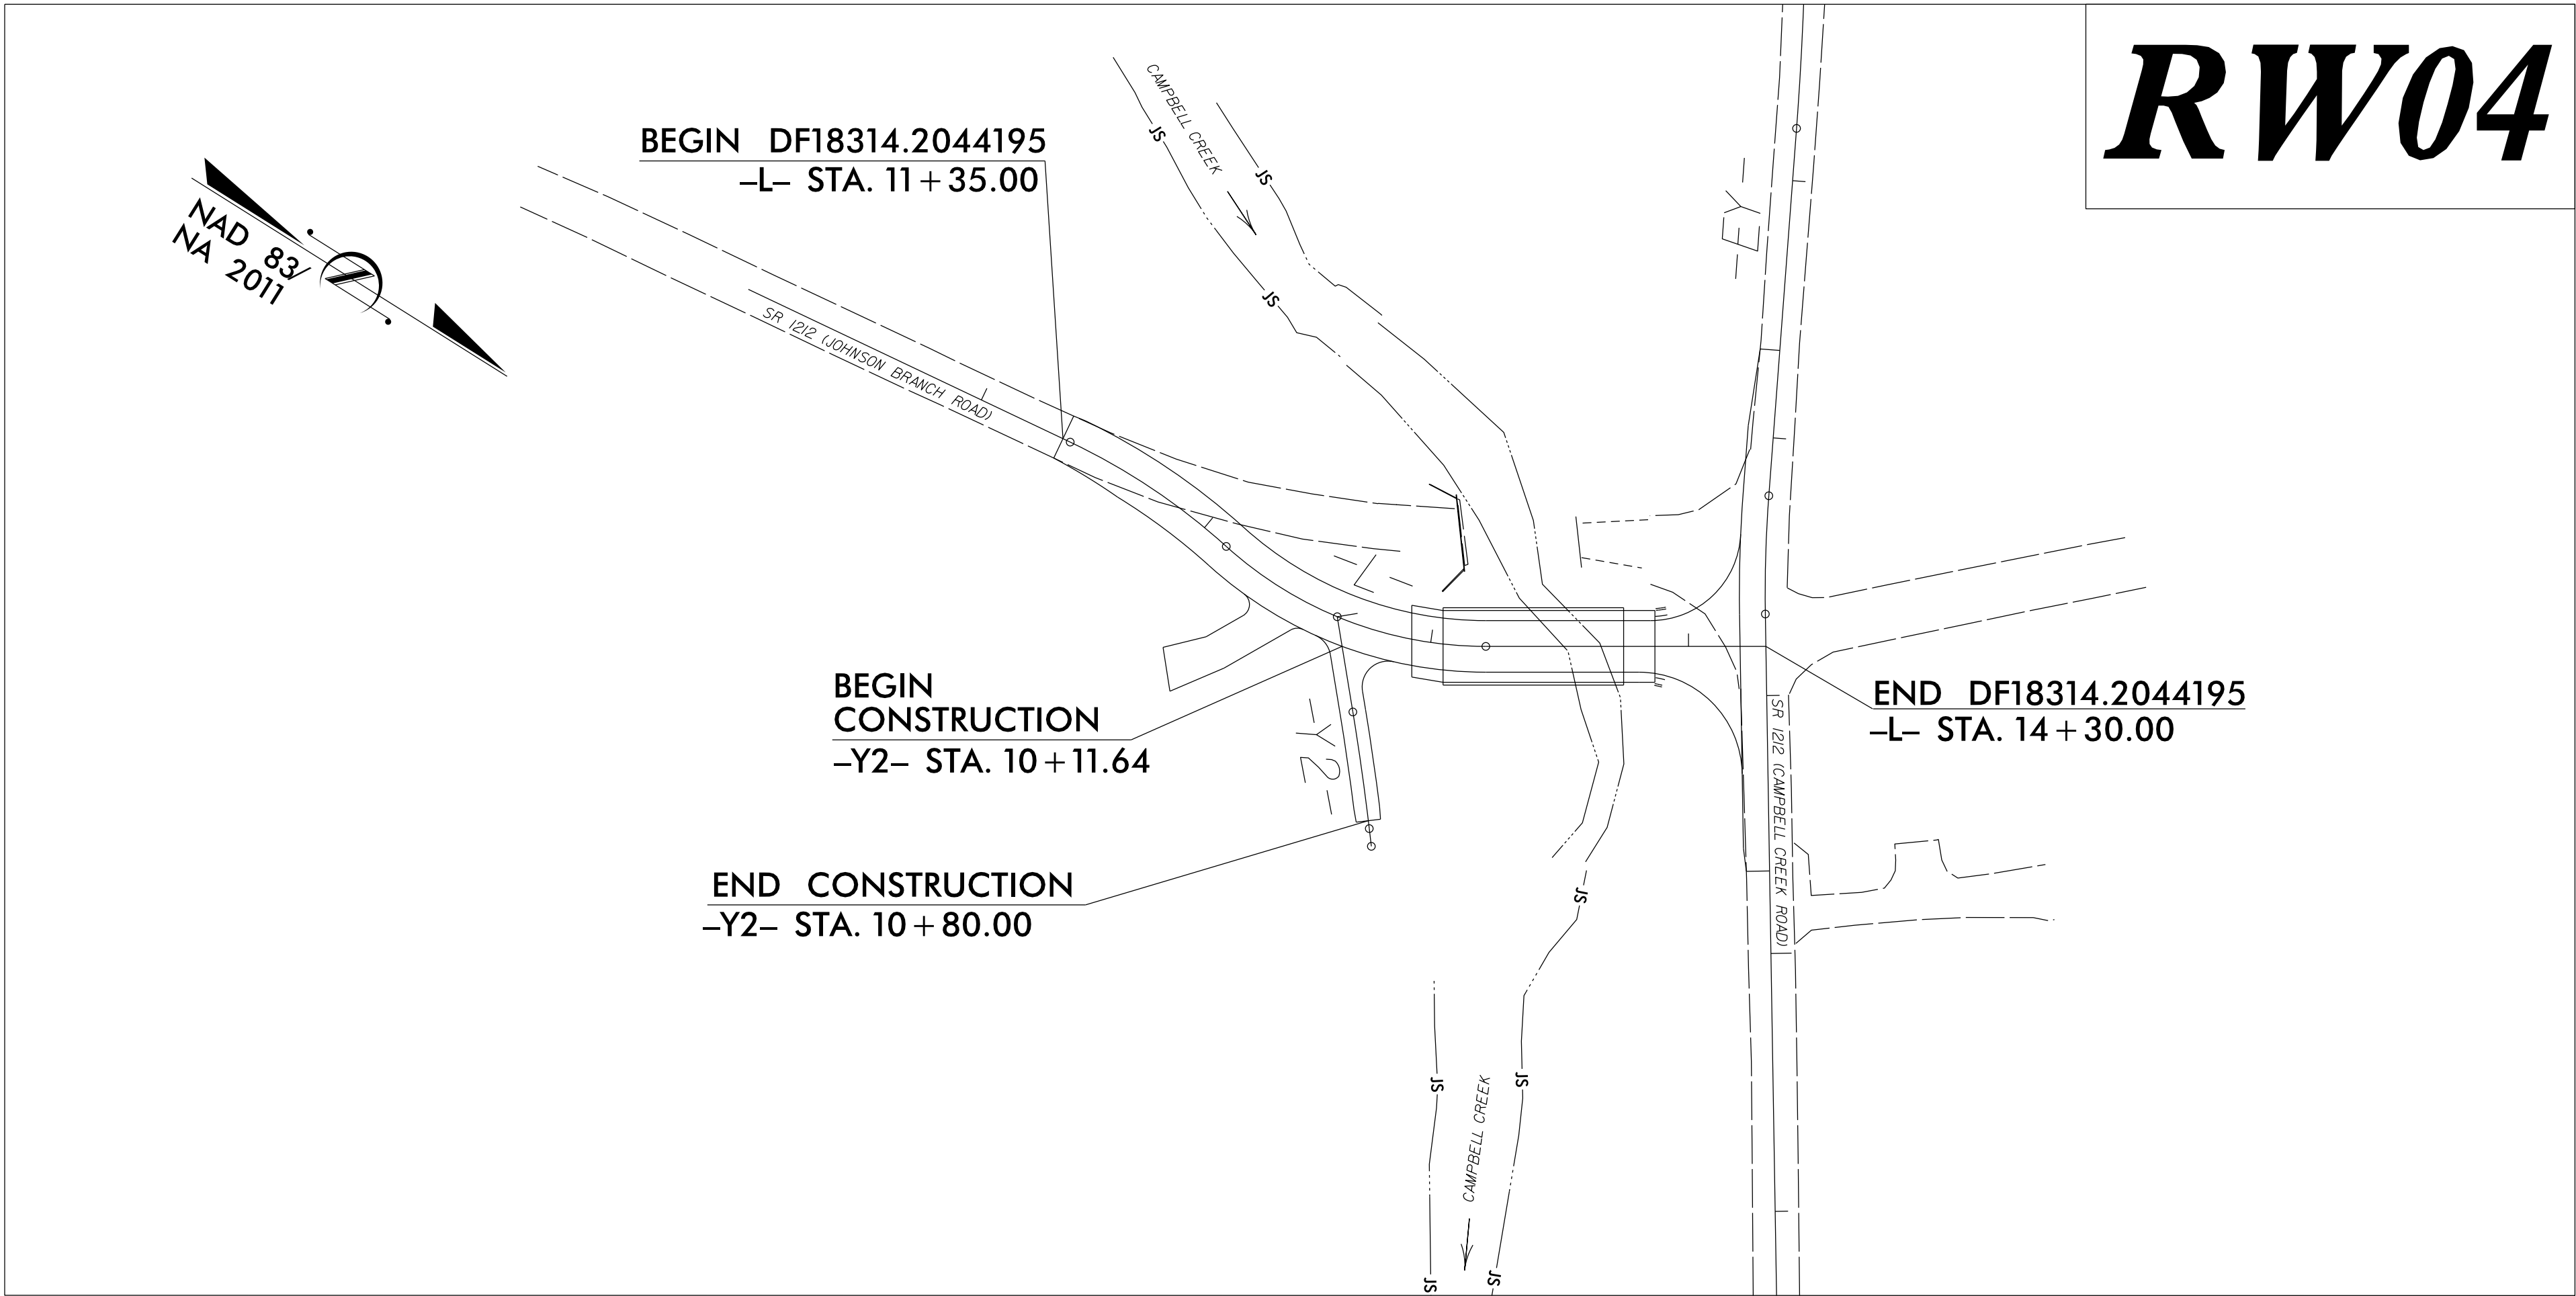 RW04
CAMPBELL CREEK
JS
JS
JS
BEGIN DF18314.2044195
–L– STA. 11+35.00
NAD 83/
NA 2011
SR 1212 (JOHNSON BRANCH ROAD)
–EY–
–L–
BEGIN
CONSTRUCTION
–Y2– STA. 10+11.64
–Y2–
END DF18314.2044195
–L– STA. 14+30.00
SR 1212 (CAMPBELL CREEK ROAD)
END CONSTRUCTION
–Y2– STA. 10+80.00
JS
JS
JS
CAMPBELL CREEK
JS
JS